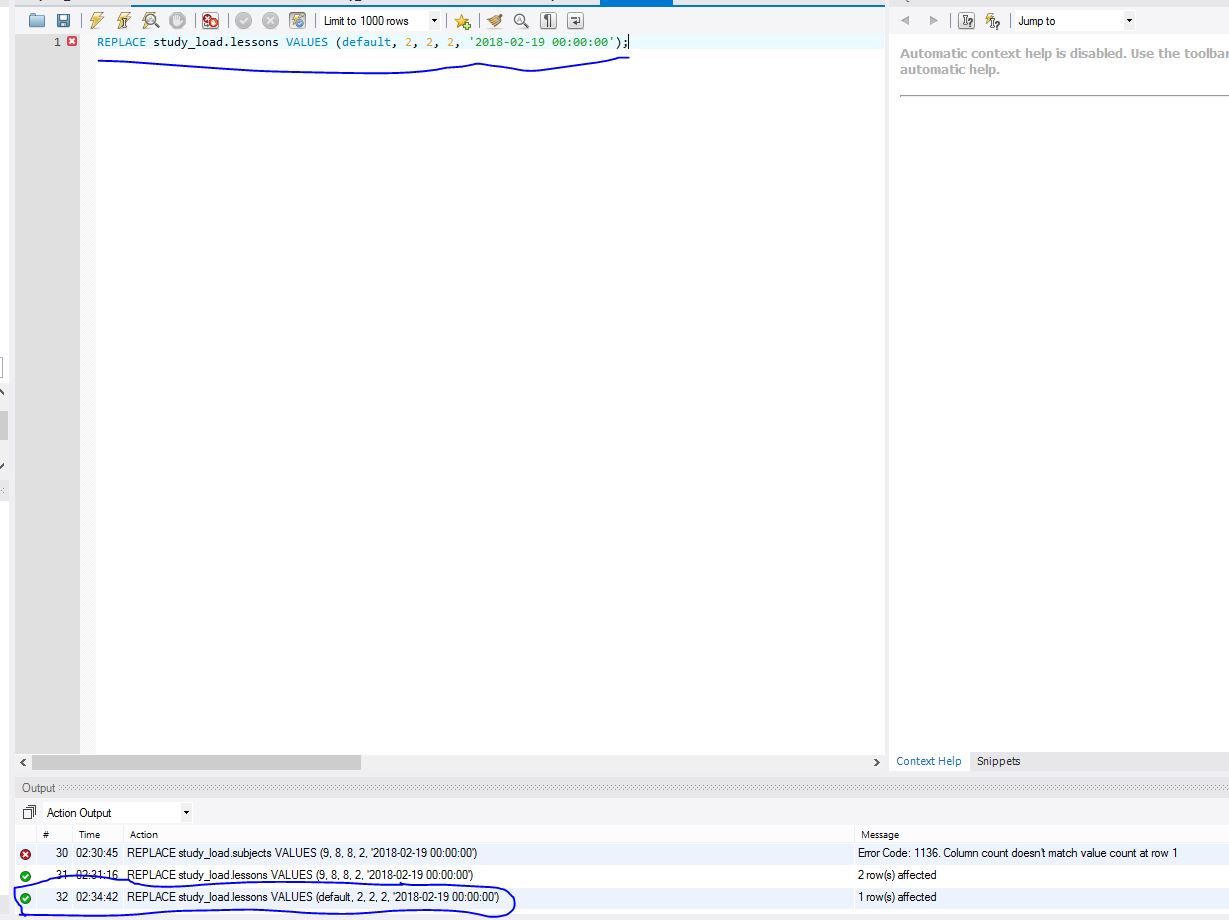 Limit to 1000 rows
Jump to
1 REPLACE study_load.lessons VALUES (default, 2, 2, 2, '2018-02-19 00:00:00');
Automatic context help is disabled. Use the toolbar
automatic help.
Context Help Snippets
Output
Action Output
# Time Action Message
30 02:30:45 REPLACE study_load.subjects VALUES (9, 8, 8, 2, '2018-02-19 00:00:00') Error Code: 1136. Column count doesn't match value count at row 1
31 02:31:16 REPLACE study_load.lessons VALUES (9, 8, 8, 2, '2018-02-19 00:00:00') 2 row(s) affected
32 02:34:42 REPLACE study_load.lessons VALUES (default, 2, 2, 2, '2018-02-19 00:00:00') 1 row(s) affected